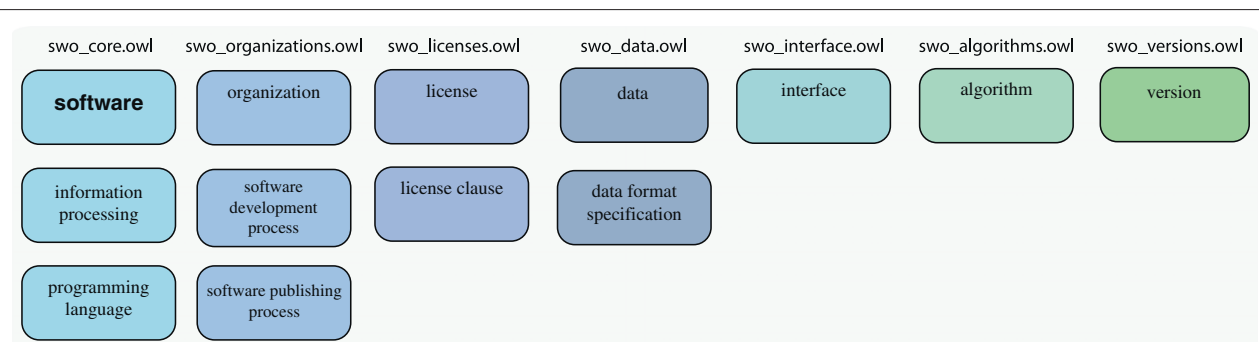 swo_core.owl swo_organizations.owl swo_licenses.owl swo_data.owl swo_interface.owl swo_algorithms.owl swo_versions.owl
software organization license data interface algorithm version
information
processing
software
development
process
license clause
data format
specification
programming
language
software publishing
process